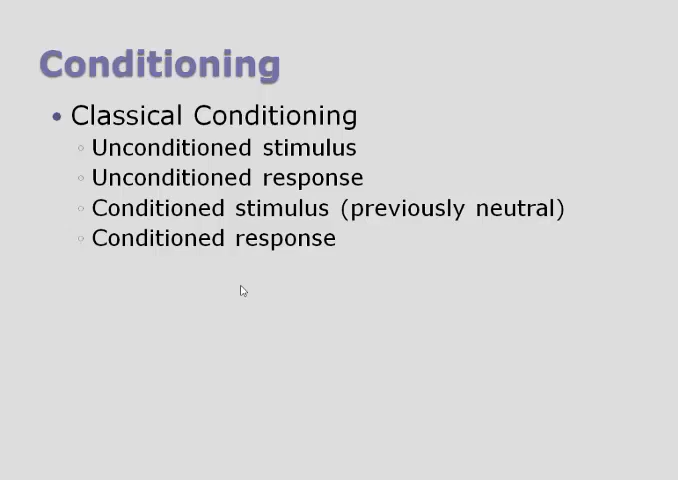 Conditioning
• Classical Conditioning
◦ Unconditioned stimulus
◦ Unconditioned response
◦ Conditioned stimulus (previously neutral)
◦ Conditioned response